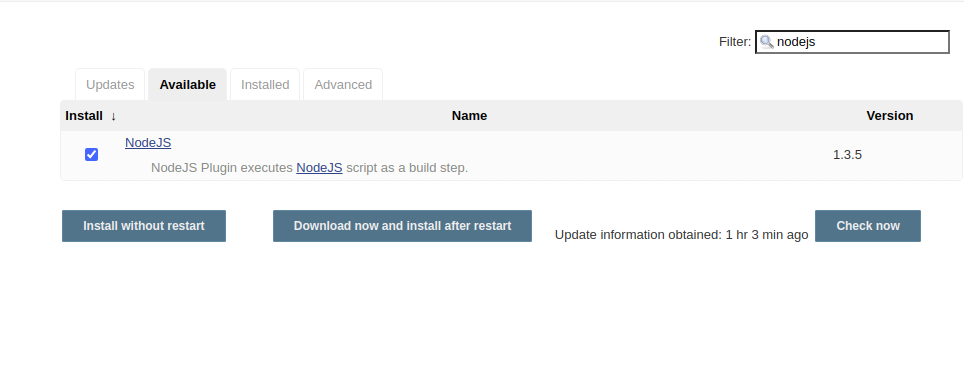 Filter: nodejs
Updates Available Installed Advanced
Install ↓ Name Version
NodeJS
NodeJS Plugin executes NodeJS script as a build step.
1.3.5
Install without restart Download now and install after restart Update information obtained: 1 hr 3 min ago Check now